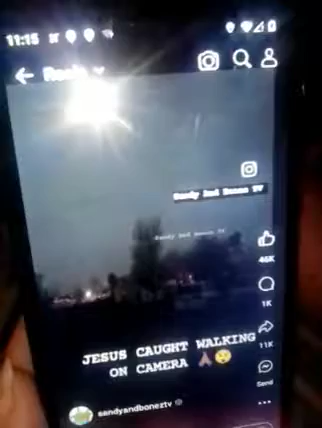 11:15
Reels
Sandy And Bonez TV
Sandy And Bonez TV
46K
1K
11K
JESUS CAUGHT WALKING
ON CAMERA 🙏🏽😲
Send
sandyandboneztv